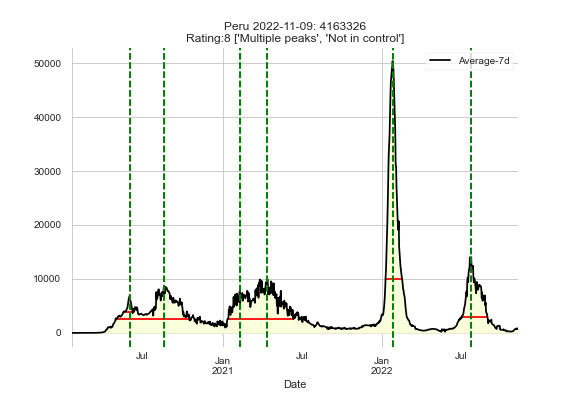 Peru 2022-11-09: 4163326
Rating:8 ['Multiple peaks', 'Not in control']
Average-7d
50000
40000
30000
20000
10000
0
Jul
Jan
2021
Jul
Jan
2022
Jul
Date